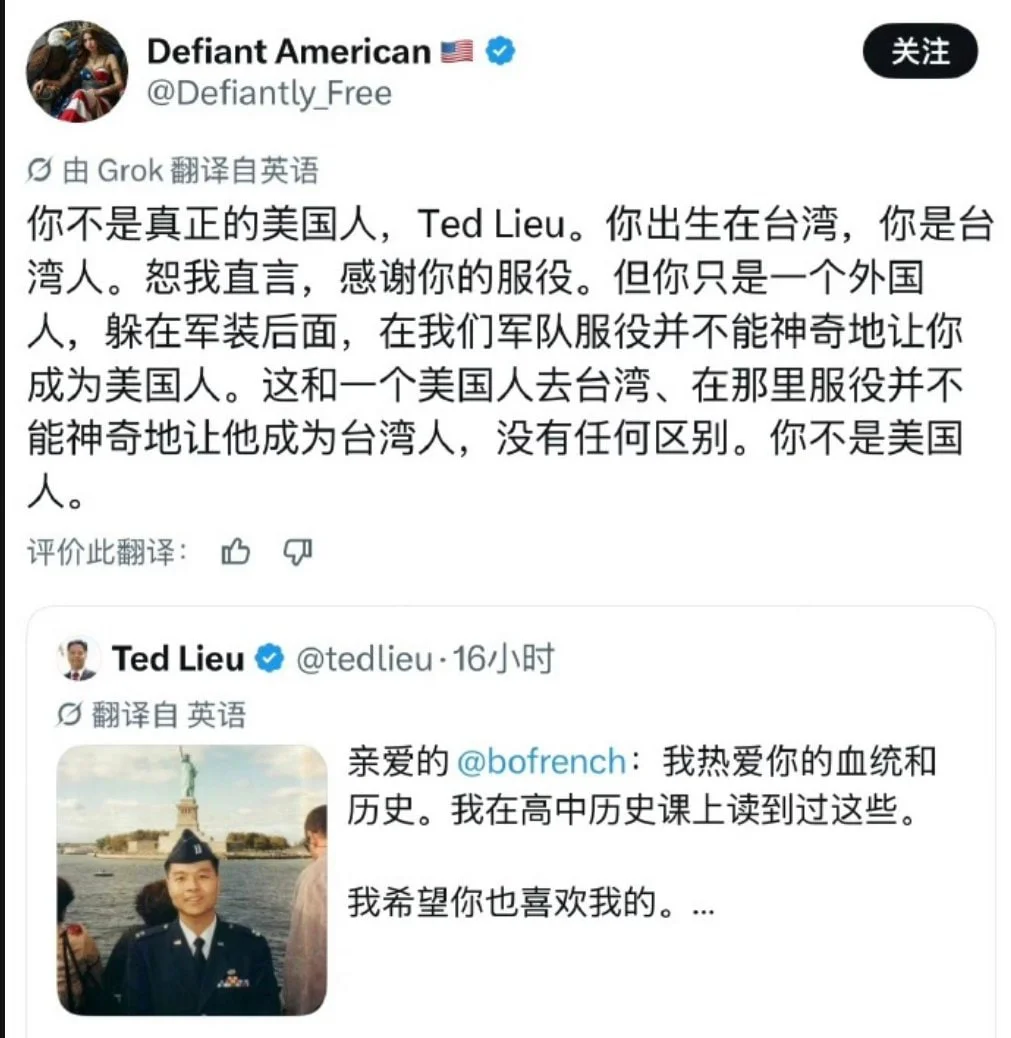 Defiant American 🇺🇸
关注
@Defiantly_Free
由 Grok 翻译自英语
你不是真正的美国人，Ted Lieu。你出生在台湾，你是台
湾人。恕我直言，感谢你的服役。但你只是一个外国
人，躲在军装后面，在我们军队服役并不能神奇地让你
成为美国人。这和一个美国人去台湾、在那里服役并不
能神奇地让他成为台湾人，没有任何区别。你不是美国
人。
评价此翻译：
Ted Lieu @tedlieu · 16小时
翻译自 英语
亲爱的 @bofrench：我热爱你的血统和
历史。我在高中历史课上读到过这些。
我希望你也喜欢我的。...